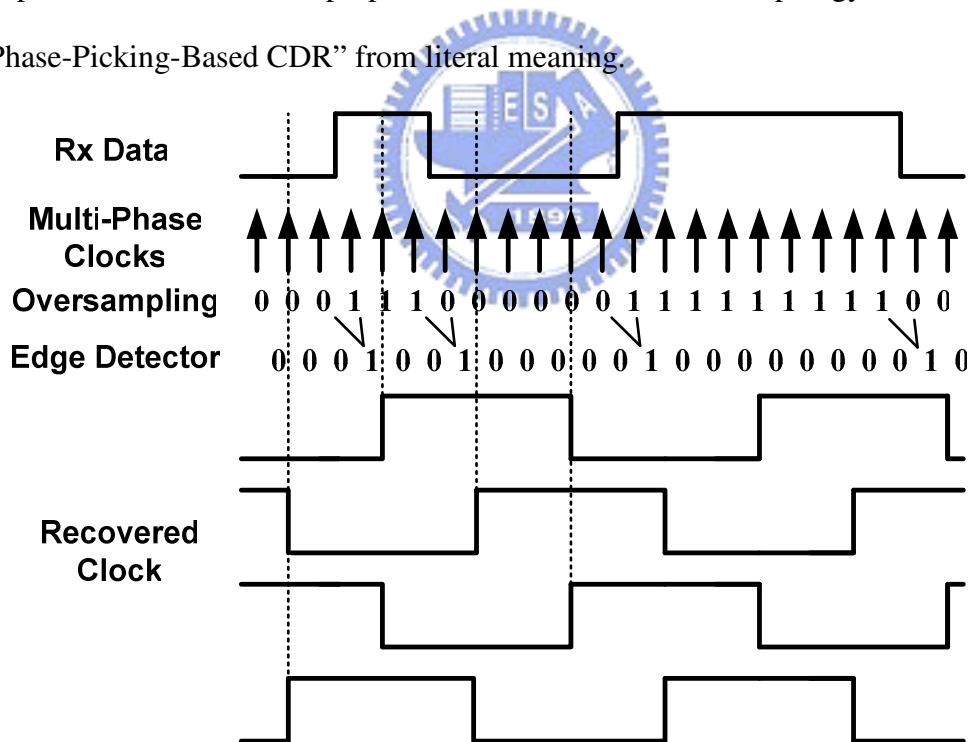 Phase-Picking-Based CDR” from literal meaning.
E S A
1896
Rx Data
Multi-Phase
Clocks
Oversampling 0 0 0 1 1 1 0 0 0 0 0 0 1 1 1 1 1 1 1 1 1 0 0
Edge Detector 0 0 0 1 0 0 1 0 0 0 0 0 1 0 0 0 0 0 0 0 0 1 0
Recovered
Clock